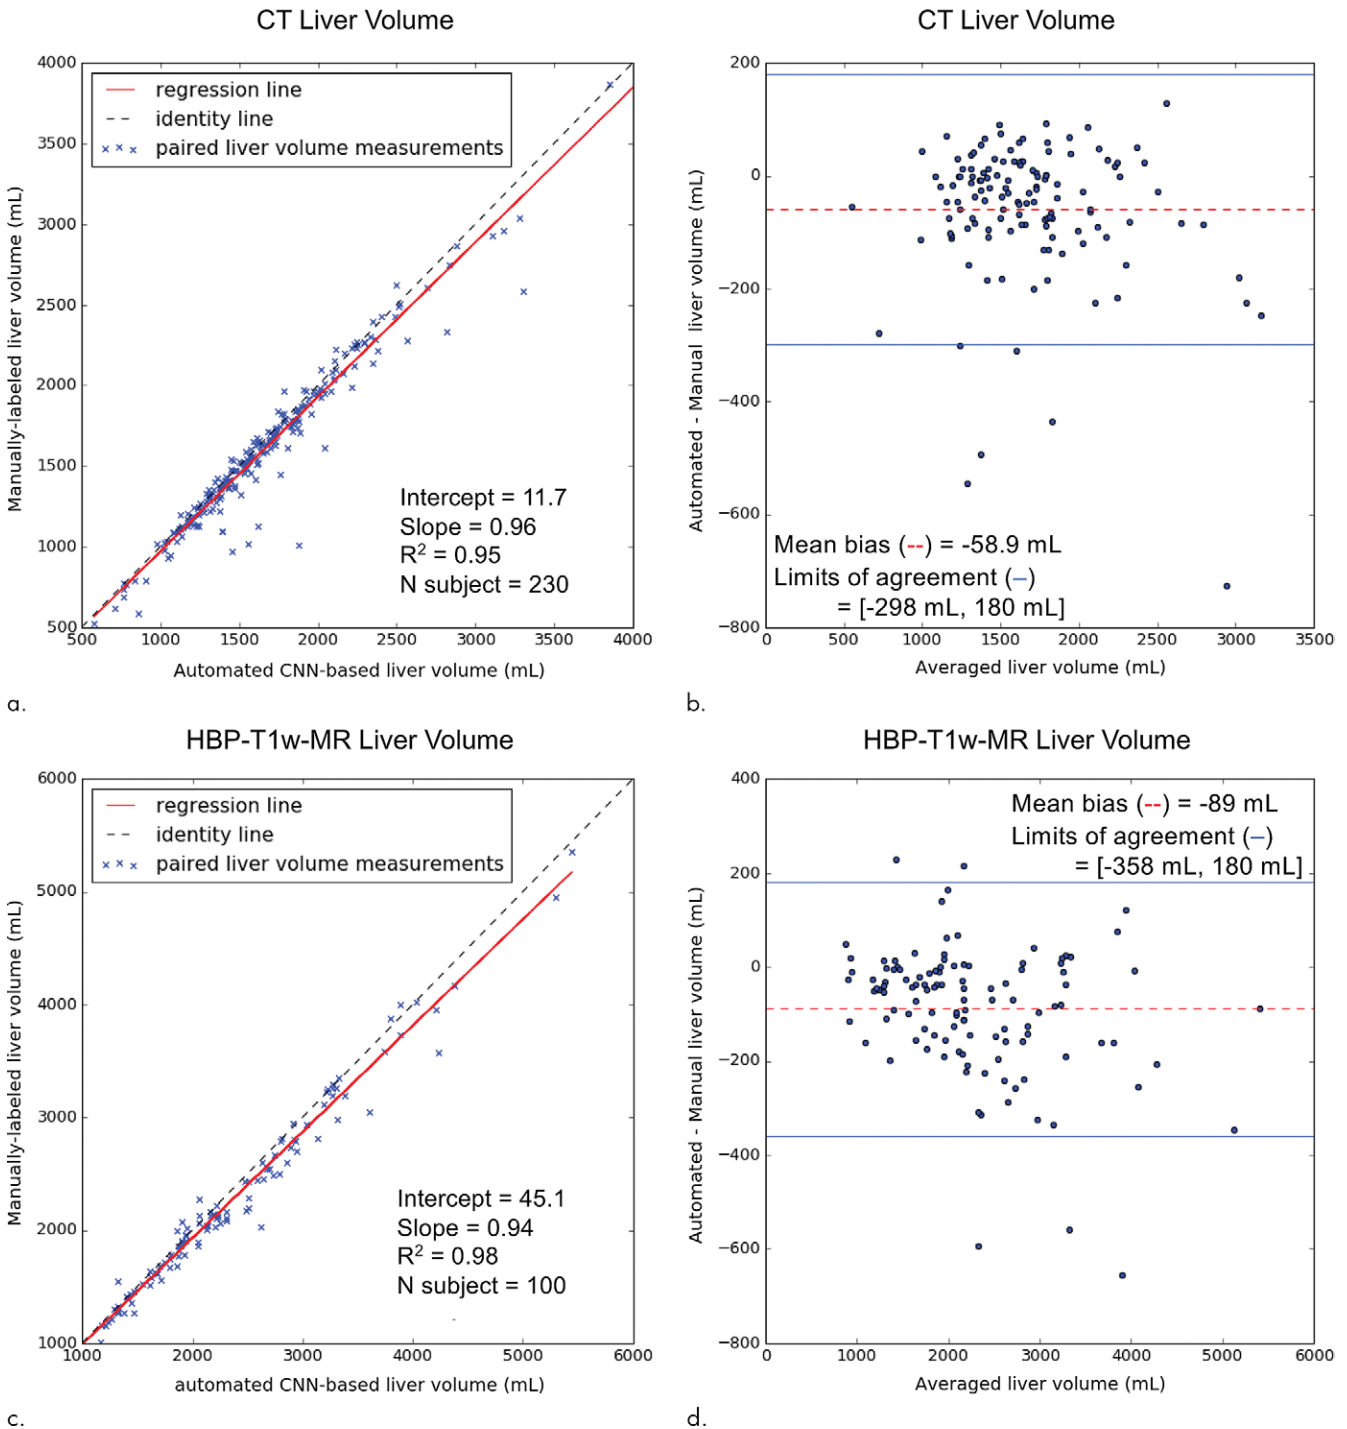 CT Liver Volume
4000
3500
3000
2500
2000
1500
1000
500
500 1000 1500 2000 2500 3000 3500 4000
Manually-labeled liver volume (mL)
Automated CNN-based liver volume (mL)
regression line
identity line
paired liver volume measurements
Intercept = 11.7
Slope = 0.96
R² = 0.95
N subject = 230
a.
CT Liver Volume
200
0
−200
−400
−600
−800
0 500 1000 1500 2000 2500 3000 3500
Automated - Manual liver volume (mL)
Averaged liver volume (mL)
Mean bias (--) = -58.9 mL
Limits of agreement (–)
= [-298 mL, 180 mL]
b.
HBP-T1w-MR Liver Volume
6000
5000
4000
3000
2000
1000
1000 2000 3000 4000 5000 6000
Manually-labeled liver volume (mL)
automated CNN-based liver volume (mL)
regression line
identity line
paired liver volume measurements
Intercept = 45.1
Slope = 0.94
R² = 0.98
N subject = 100
c.
HBP-T1w-MR Liver Volume
400
200
0
−200
−400
−600
−800
0 1000 2000 3000 4000 5000 6000
Automated - Manual liver volume (mL)
Averaged liver volume (mL)
Mean bias (--) = -89 mL
Limits of agreement (–)
= [-358 mL, 180 mL]
d.